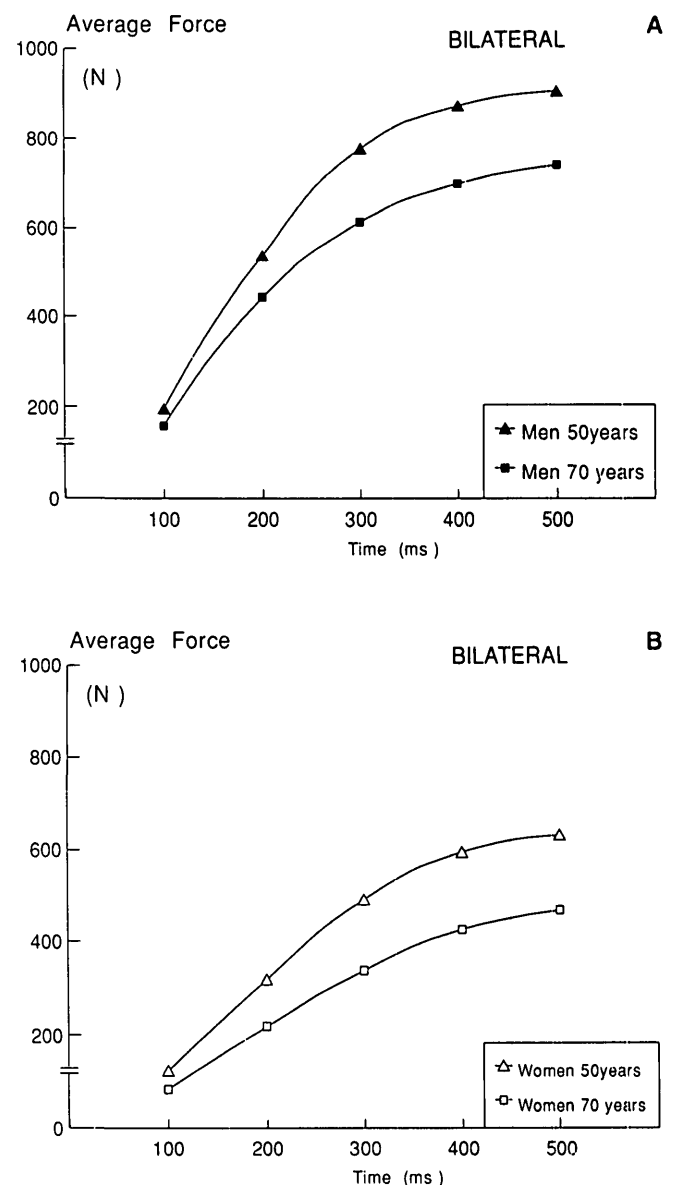 Average Force
BILATERAL
A
1000
(N )
800
600
400
200
0
Men 50years
Men 70 years
100 200 300 400 500
Time (ms )
Average Force
BILATERAL
B
1000
(N )
800
600
400
200
0
Women 50years
Women 70 years
100 200 300 400 500
Time (ms )